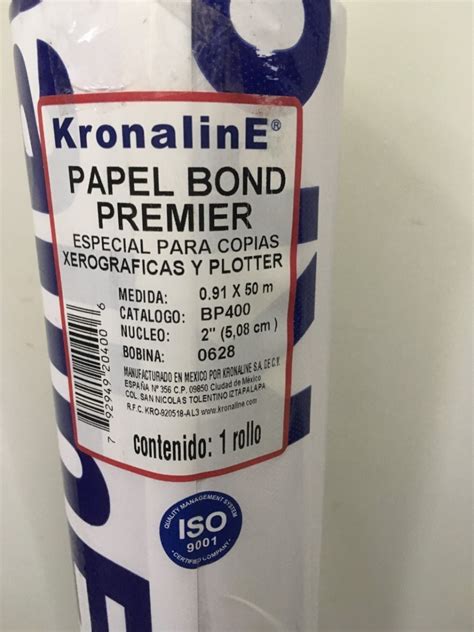 KronalinE®
PAPEL BOND
PREMIER
ESPECIAL PARA COPIAS
XEROGRAFICAS Y PLOTTER
MEDIDA: 0.91 X 50 m
CATALOGO: BP400
NUCLEO: 2" (5,08 cm )
BOBINA: 0628
MANUFACTURADO EN MEXICO POR KRONALINE S.A. DE C.V.
ESPAÑA Nº 356 C.P. 09850 Ciudad de México
COL. SAN NICOLAS TOLENTINO IZTAPALAPA
R.F.C. KRO-920518-AL3 www.kronaline.com
contenido: 1 rollo
7 92949 20400 6
QUALITY MANAGEMENT SYSTEM
ISO
9001
CERTIFIED COMPANY